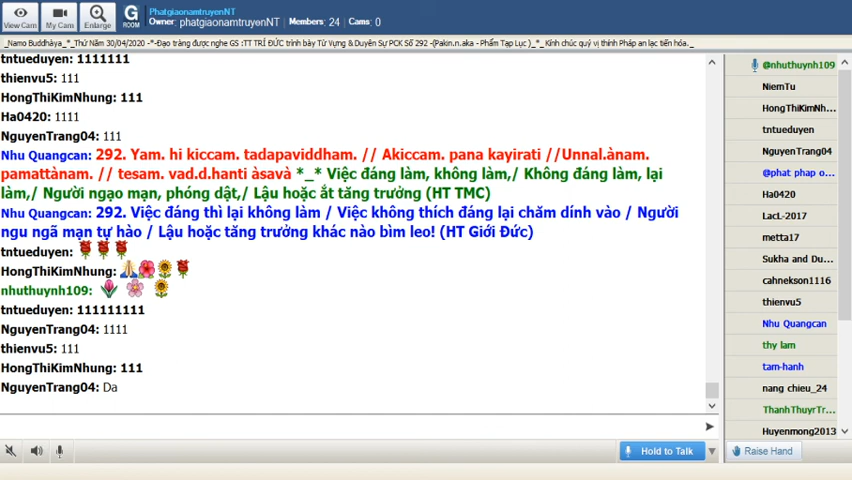 View Cam
My Cam
Enlarge
G
ROOM
PhatgiaonamtruyenNT
Owner: phatgiaonamtruyenNT Members: 24 Cams: 0
_Namo Buddhàya_*_Thứ Năm 30/04/2020 -*-Đạo tràng được nghe GS :TT TRÍ ĐỨC trình bày Từ Vựng & Duyên Sự PCK Số 292 -(Pakin.n.aka - Phẩm Tạp Lục )_*_ Kính chúc quý vị thính Pháp an lạc tiến hóa._
tntueduyen: 1111111
thienvu5: 111
HongThiKimNhung: 111
Ha0420: 1111
NguyenTrang04: 111
Nhu Quangcan: 292. Yam. hi kiccam. tadapaviddham. // Akiccam. pana kayirati //Unnal.ànam.
pamattànam. // tesam. vad.d.hanti àsavà *_* Việc đáng làm, không làm,/ Không đáng làm, lại
làm,/ Người ngạo mạn, phóng dật,/ Lậu hoặc ắt tăng trưởng (HT TMC)
Nhu Quangcan: 292. Việc đáng thì lại không làm / Việc không thích đáng lại chăm dính vào / Người
ngu ngã mạn tự hào / Lậu hoặc tăng trưởng khác nào bìm leo! (HT Giới Đức)
tntueduyen:
HongThiKimNhung:
nhuthuynh109:
tntueduyen: 111111111
NguyenTrang04: 1111
thienvu5: 111
HongThiKimNhung: 111
NguyenTrang04: Da
@nhuthuynh109
NiemTu
HongThiKimNh...
tntueduyen
NguyenTrang04
@phat phap o...
Ha0420
LacL-2017
metta17
Sukha and Du...
cahnekson1116
thienvu5
Nhu Quangcan
thy lam
tam-hanh
nang chieu_24
ThanhThuyrTr...
Huyenmong2013
Hold to Talk
Raise Hand